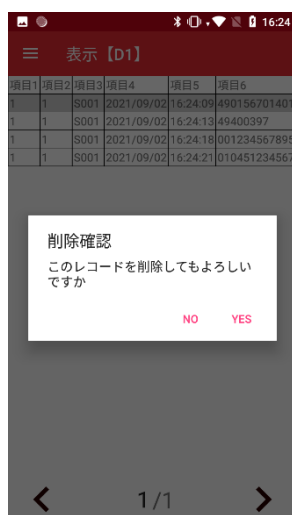 16:24
表示【D1】
項目1 項目2 項目3 項目4 項目5 項目6
1 1 S001 2021/09/02 16:24:09 490156701401
1 1 S001 2021/09/02 16:24:13 49400397
1 1 S001 2021/09/02 16:24:18 00123456789
1 1 S001 2021/09/02 16:24:21 010451234567
削除確認
このレコードを削除してもよろしい
ですか
NO YES
1/1